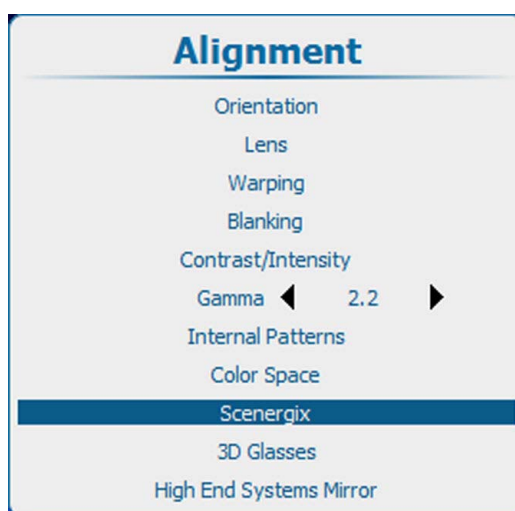 Alignment
Orientation
Lens
Warping
Blanking
Contrast/Intensity
Gamma 2.2
Internal Patterns
Color Space
Scenergix
3D Glasses
High End Systems Mirror